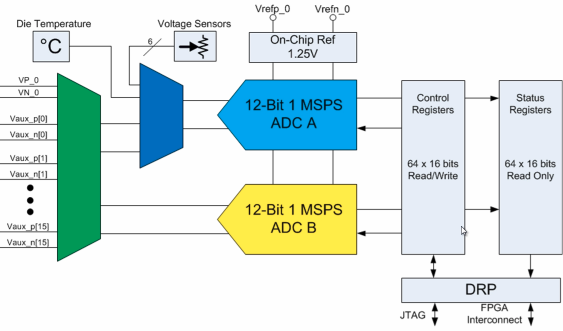 Die Temperature
°C
Voltage Sensors
6
Vrefp_0
Vrefn_0
On-Chip Ref
1.25V
VP_0
VN_0
Vaux_p[0]
Vaux_n[0]
Vaux_p[1]
Vaux_n[1]
Vaux_p[15]
Vaux_n[15]
12-Bit 1 MSPS
ADC A
12-Bit 1 MSPS
ADC B
Control
Registers
64 x 16 bits
Read/Write
Status
Registers
64 x 16 bits
Read Only
DRP
JTAG
FPGA
Interconnect